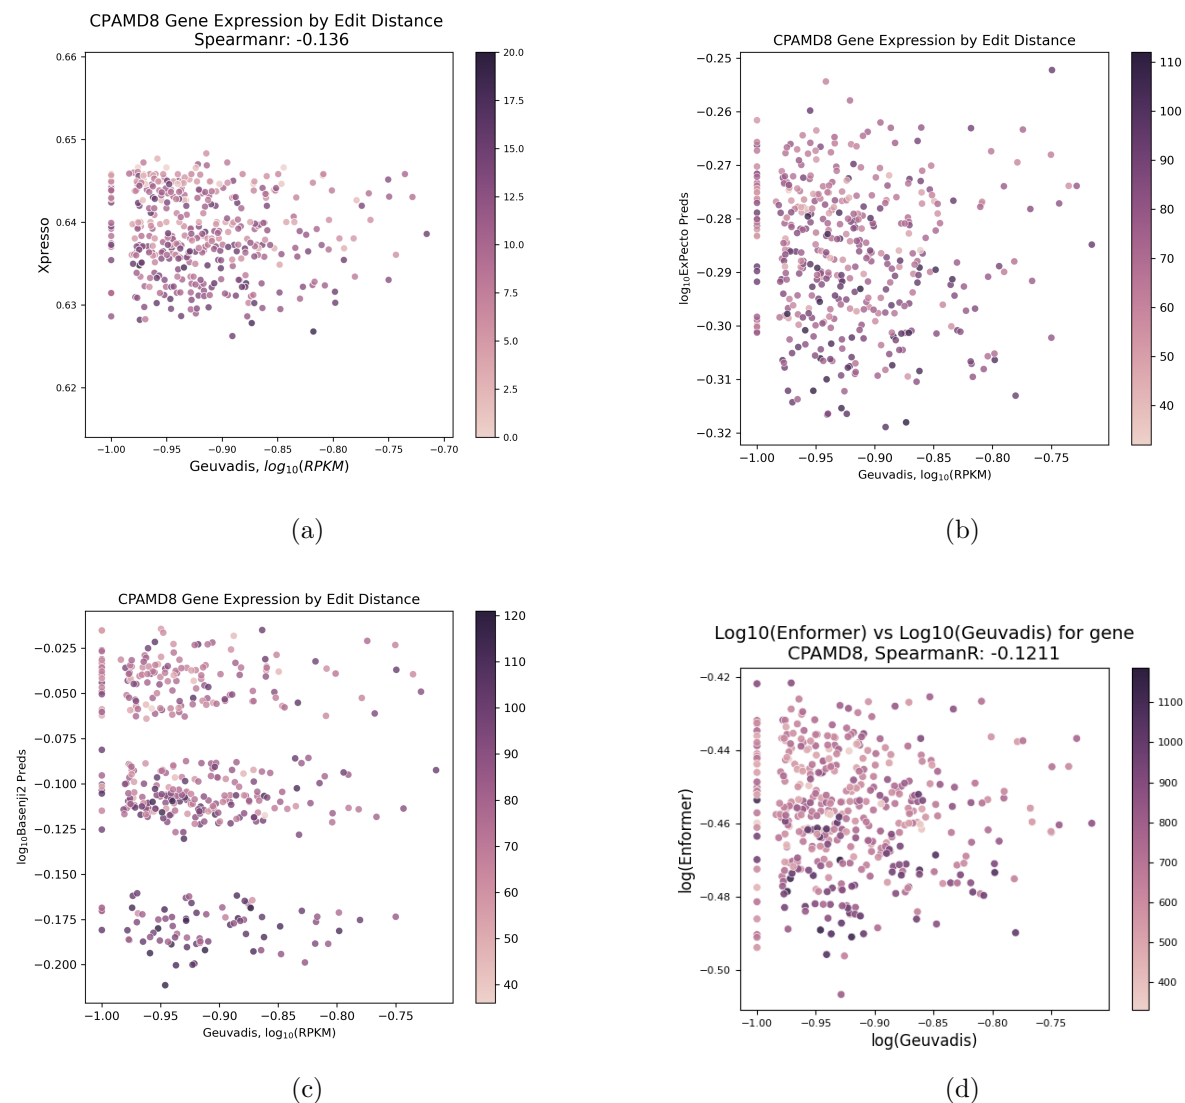 CPAMD8 Gene Expression by Edit Distance
Spearmanr: -0.136
0.66
0.65
0.64
0.63
0.62
Xpresso
−1.00 −0.95 −0.90 −0.85 −0.80 −0.75 −0.70
Geuvadis, log₁₀(RPKM)
20.0
17.5
15.0
12.5
10.0
7.5
5.0
2.5
0.0
(a)
CPAMD8 Gene Expression by Edit Distance
−0.25
−0.26
−0.27
−0.28
−0.29
−0.30
−0.31
−0.32
log₁₀ExPecto Preds
−1.00 −0.95 −0.90 −0.85 −0.80 −0.75
Geuvadis, log₁₀(RPKM)
110
100
90
80
70
60
50
40
(b)
CPAMD8 Gene Expression by Edit Distance
−0.025
−0.050
−0.075
−0.100
−0.125
−0.150
−0.175
−0.200
log₁₀Basenji2 Preds
−1.00 −0.95 −0.90 −0.85 −0.80 −0.75
Geuvadis, log₁₀(RPKM)
120
110
100
90
80
70
60
50
40
(c)
Log10(Enformer) vs Log10(Geuvadis) for gene
CPAMD8, SpearmanR: -0.1211
−0.42
−0.44
−0.46
−0.48
−0.50
log(Enformer)
−1.00 −0.95 −0.90 −0.85 −0.80 −0.75
log(Geuvadis)
1100
1000
900
800
700
600
500
400
(d)